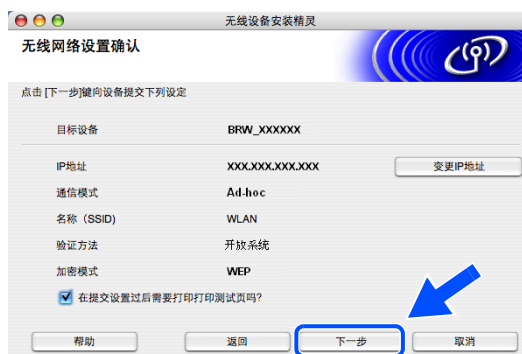 无线设备安装精灵
无线网络设置确认
点击 [下一步]键向设备提交下列设定
目标设备 BRW_XXXXXX
IP地址 XXX.XXX.XXX.XXX 变更IP地址
通信模式 Ad-hoc
名称（SSID) WLAN
验证方法 开放系统
加密模式 WEP
在提交设置过后需要打印打印测试页吗?
帮助 返回 下一步 取消